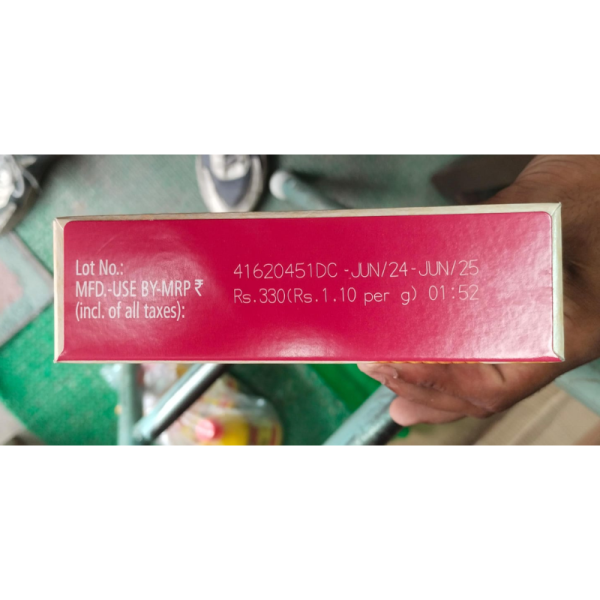 Lot No.: 41620451DC -JUN/24-JUN/25
MFD.-USE BY-MRP ₹ Rs.330(Rs.1.10 per g) 01:52
(incl. of all taxes):